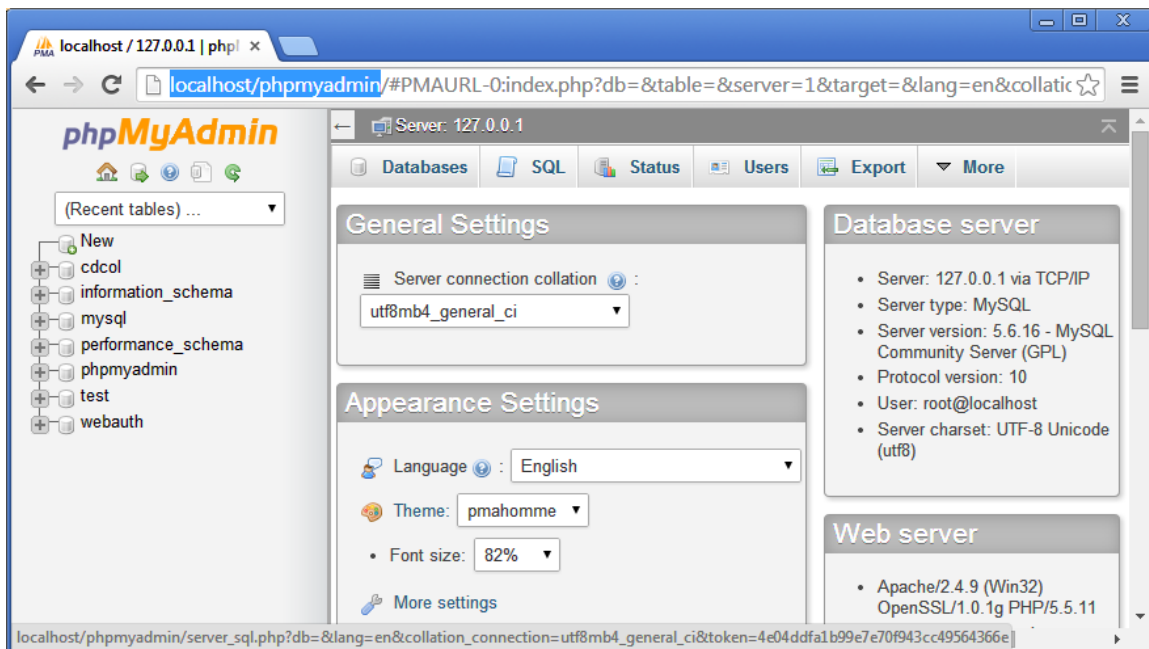 localhost / 127.0.0.1 | phpl
localhost/phpmyadmin/#PMAURL-0:index.php?db=&table=&server=1&target=&lang=en&collatic
phpMyAdmin
(Recent tables) ...
New
cdcol
information_schema
mysql
performance_schema
phpmyadmin
test
webauth
Server: 127.0.0.1
Databases SQL Status Users Export More
General Settings
Server connection collation :
utf8mb4_general_ci
Appearance Settings
Language : English
Theme: pmahomme
Font size: 82%
More settings
Database server
Server: 127.0.0.1 via TCP/IP
Server type: MySQL
Server version: 5.6.16 - MySQL
Community Server (GPL)
Protocol version: 10
User: root@localhost
Server charset: UTF-8 Unicode
(utf8)
Web server
Apache/2.4.9 (Win32)
OpenSSL/1.0.1g PHP/5.5.11
localhost/phpmyadmin/server_sql.php?db=&lang=en&collation_connection=utf8mb4_general_ci&token=4e04ddfa1b99e7e70f943cc49564366e